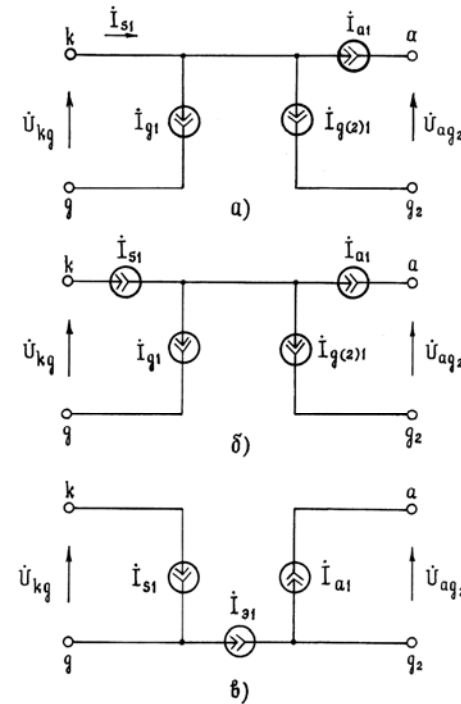 k İ_S1 İ_a1 a
U̇_kg İ_g1 İ_g(2)1 U̇_ag2
g а) g2
k İ_S1 İ_a1 a
U̇_kg İ_g1 İ_g(2)1 U̇_ag2
g б) g2
k a
U̇_kg İ_S1 İ_э1 İ_a1 U̇_ag2
g в) g2